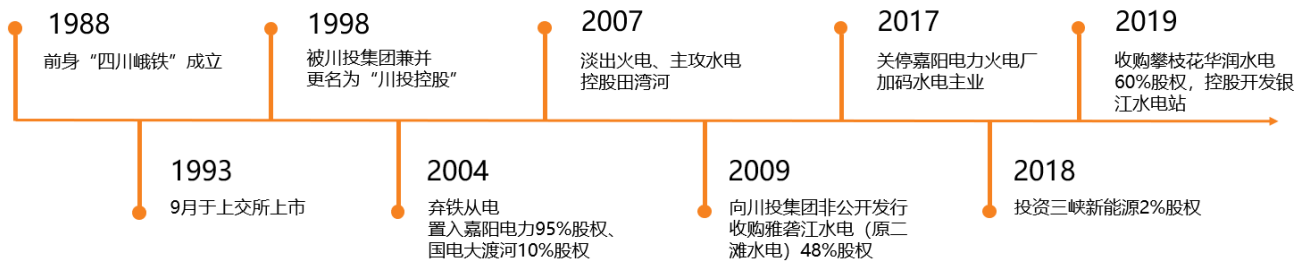 1988
前身“四川峨铁”成立
1993
9月于上交所上市
1998
被川投集团兼并
更名为“川投控股”
2004
弃铁从电
置入嘉阳电力95%股权、
国电大渡河10%股权
2007
淡出火电、主攻水电
控股田湾河
2009
向川投集团非公开发行
收购雅砻江水电（原二
滩水电）48%股权
2017
关停嘉阳电力火电厂
加码水电主业
2018
投资三峡新能源2%股权
2019
收购攀枝花华润水电
60%股权，控股开发银
江水电站